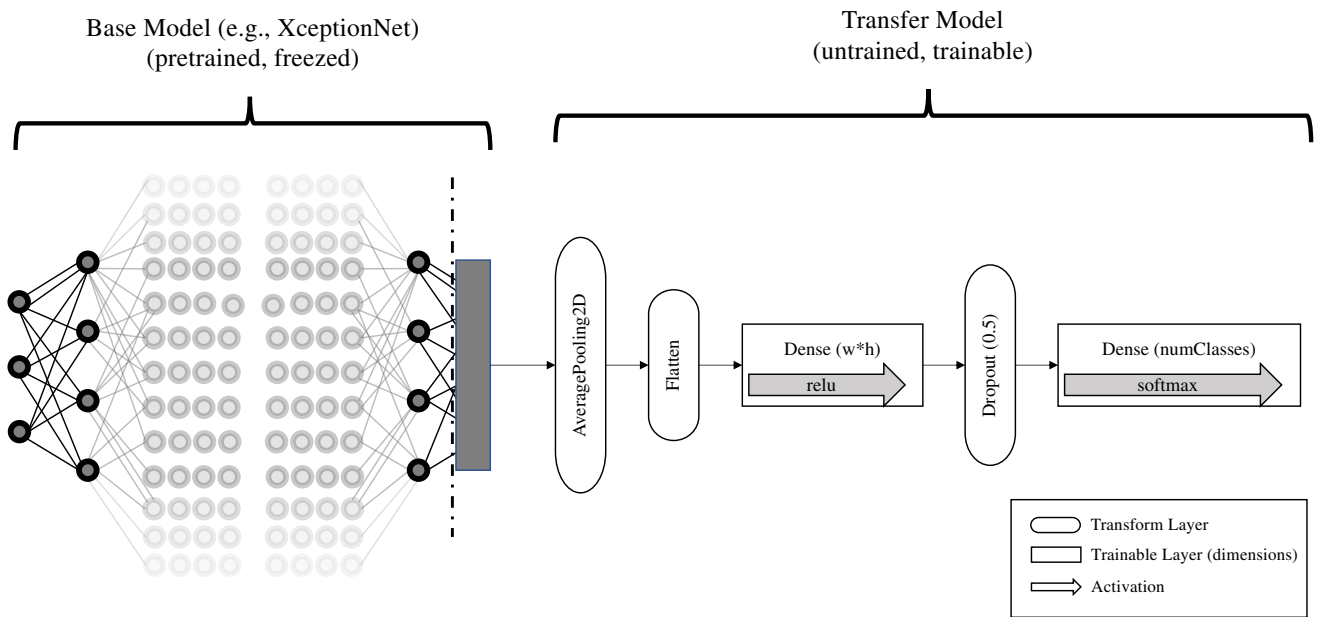 Base Model (e.g., XceptionNet)
(pretrained, freezed)
Transfer Model
(untrained, trainable)
AveragePooling2D
Flatten
Dense (w*h)
relu
Dropout (0.5)
Dense (numClasses)
softmax
Transform Layer
Trainable Layer (dimensions)
Activation